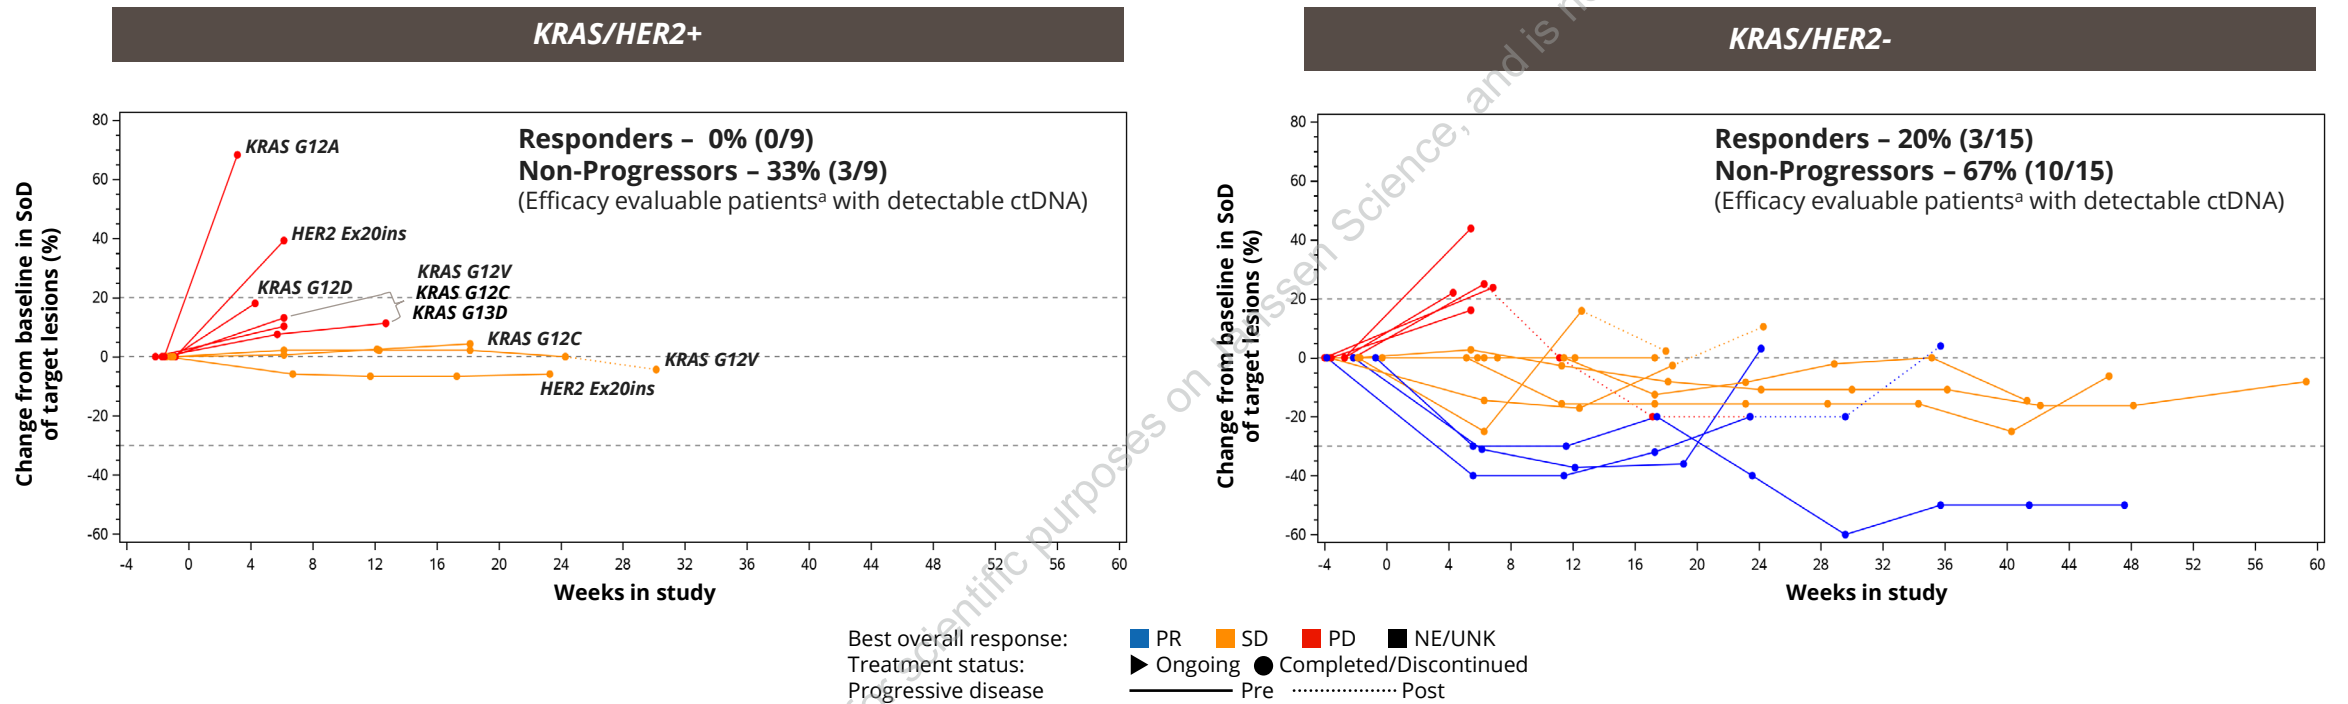 KRAS/HER2+
KRAS/HER2-
Change from baseline in SoD
of target lesions (%)
80
60
40
20
0
-20
-40
-60
-4 0 4 8 12 16 20 24 28 32 36 40 44 48 52 56 60
Weeks in study
Responders – 0% (0/9)
Non-Progressors – 33% (3/9)
(Efficacy evaluable patientsᵃ with detectable ctDNA)
KRAS G12A
HER2 Ex20ins
KRAS G12D
KRAS G12V
KRAS G12C
KRAS G13D
KRAS G12C
KRAS G12V
HER2 Ex20ins
Change from baseline in SoD
of target lesions (%)
80
60
40
20
0
-20
-40
-60
-4 0 4 8 12 16 20 24 28 32 36 40 44 48 52 56 60
Weeks in study
Responders – 20% (3/15)
Non-Progressors – 67% (10/15)
(Efficacy evaluable patientsᵃ with detectable ctDNA)
Best overall response: PR SD PD NE/UNK
Treatment status: Ongoing Completed/Discontinued
Progressive disease Pre Post
scientific purposes on Janssen Science, and is